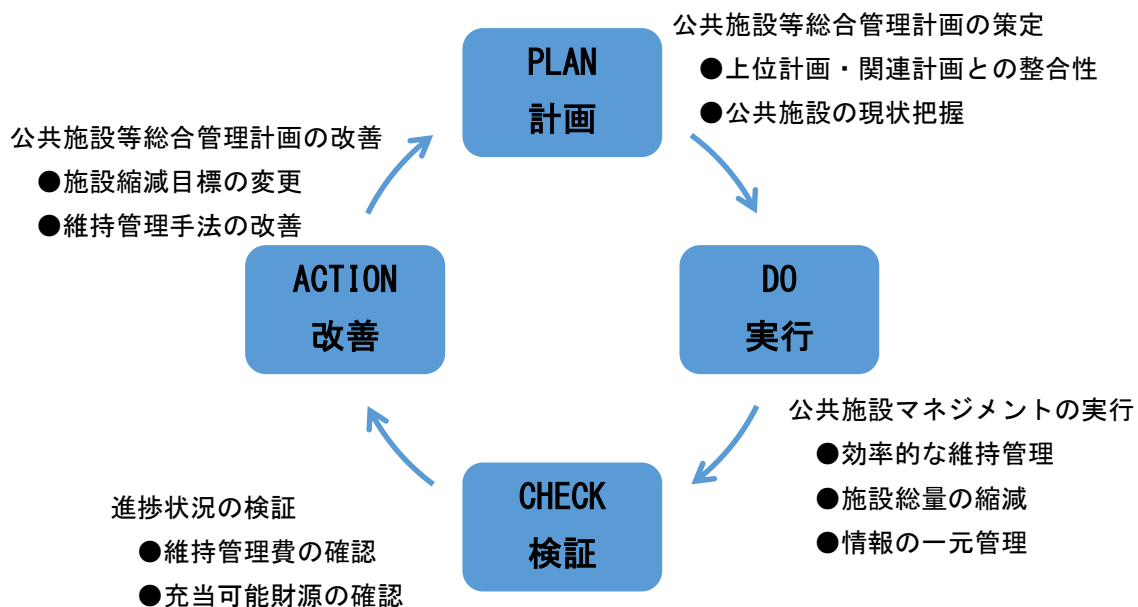 PLAN
計画
公共施設等総合管理計画の策定
●上位計画・関連計画との整合性
●公共施設の現状把握
DO
実行
公共施設マネジメントの実行
●効率的な維持管理
●施設総量の縮減
●情報の一元管理
CHECK
検証
進捗状況の検証
●維持管理費の確認
●充当可能財源の確認
ACTION
改善
公共施設等総合管理計画の改善
●施設縮減目標の変更
●維持管理手法の改善